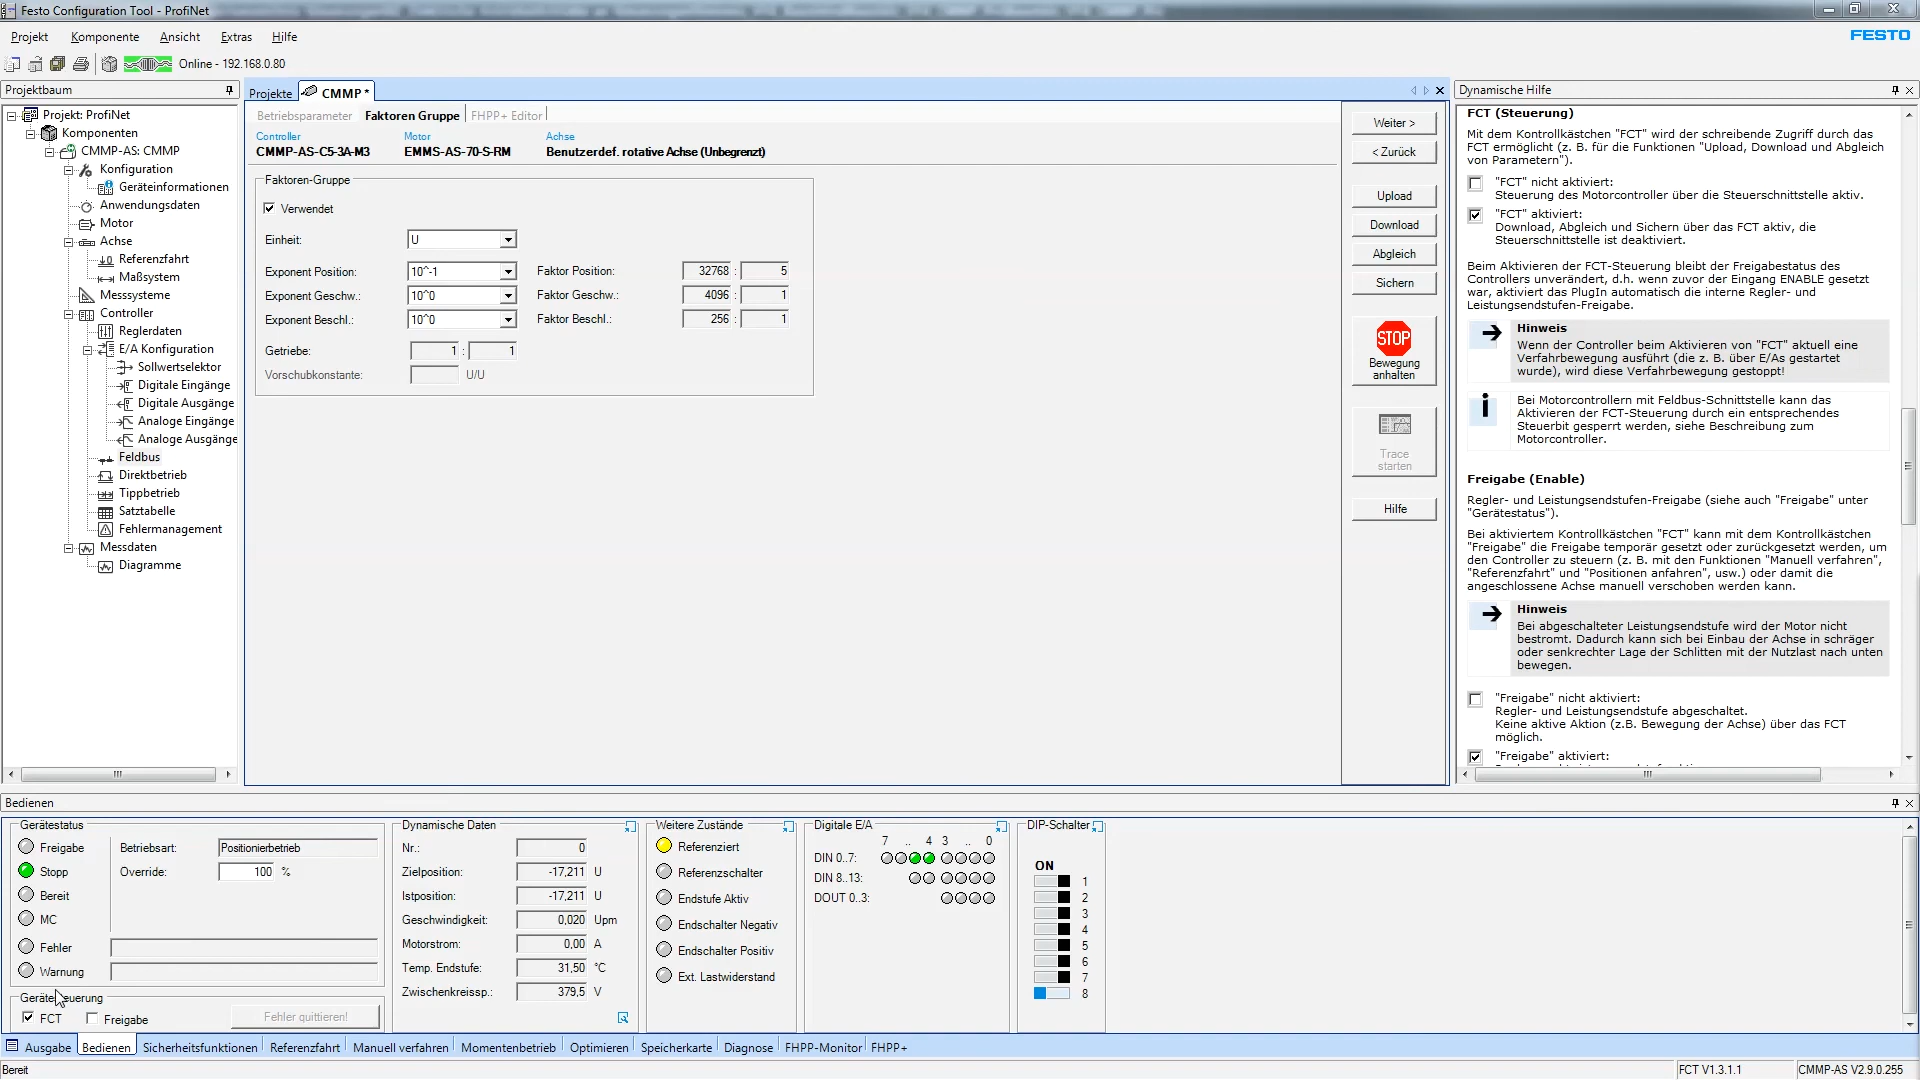 Festo Configuration Tool - ProfiNet
Projekt Komponente Ansicht Extras Hilfe
FESTO
Online - 192.168.0.80
Projektbaum
Projekt: ProfiNet
Komponenten
CMMP-AS: CMMP
Konfiguration
Geräteinformationen
Anwendungsdaten
Motor
Achse
Referenzfahrt
Maßsystem
Messsysteme
Controller
Reglerdaten
E/A Konfiguration
Sollwertselektor
Digitale Eingänge
Digitale Ausgänge
Analoge Eingänge
Analoge Ausgänge
Feldbus
Direktbetrieb
Tippbetrieb
Satztabelle
Fehlermanagement
Messdaten
Diagramme
Projekte CMMP *
Betriebsparameter Faktoren Gruppe FHPP+ Editor
Controller Motor Achse
CMMP-AS-C5-3A-M3 EMMS-AS-70-S-RM Benutzerdef. rotative Achse (Unbegrenzt)
Faktoren-Gruppe
Verwendet
Einheit: U
Exponent Position: 10^-1 Faktor Position: 32768 : 5
Exponent Geschw.: 10^0 Faktor Geschw.: 4096 : 1
Exponent Beschl.: 10^0 Faktor Beschl.: 256 : 1
Getriebe: 1 : 1
Vorschubkonstante: U/U
Weiter >
< Zurück
Upload
Download
Abgleich
Sichern
STOP
Bewegung
anhalten
Trace
starten
Hilfe
Dynamische Hilfe
FCT (Steuerung)
Mit dem Kontrollkästchen "FCT" wird der schreibende Zugriff durch das
FCT ermöglicht (z. B. für die Funktionen "Upload, Download und Abgleich
von Parametern").
"FCT" nicht aktiviert:
Steuerung des Motorcontroller über die Steuerschnittstelle aktiv.
"FCT" aktiviert:
Download, Abgleich und Sichern über das FCT aktiv, die
Steuerschnittstelle ist deaktiviert.
Beim Aktivieren der FCT-Steuerung bleibt der Freigabestatus des
Controllers unverändert, d.h. wenn zuvor der Eingang ENABLE gesetzt
war, aktiviert das PlugIn automatisch die interne Regler- und
Leistungsendstufen-Freigabe.
Hinweis
Wenn der Controller beim Aktivieren von "FCT" aktuell eine
Verfahrbewegung ausführt (die z. B. über E/As gestartet
wurde), wird diese Verfahrbewegung gestoppt!
Bei Motorcontrollern mit Feldbus-Schnittstelle kann das
Aktivieren der FCT-Steuerung durch ein entsprechendes
Steuerbit gesperrt werden, siehe Beschreibung zum
Motorcontroller.
Freigabe (Enable)
Regler- und Leistungsendstufen-Freigabe (siehe auch "Freigabe" unter
"Gerätestatus").
Bei aktiviertem Kontrollkästchen "FCT" kann mit dem Kontrollkästchen
"Freigabe" die Freigabe temporär gesetzt oder zurückgesetzt werden, um
den Controller zu steuern (z. B. mit den Funktionen "Manuell verfahren",
"Referenzfahrt" und "Positionen anfahren", usw.) oder damit die
angeschlossene Achse manuell verschoben werden kann.
Hinweis
Bei abgeschalteter Leistungsendstufe wird der Motor nicht
bestromt. Dadurch kann sich bei Einbau der Achse in schräger
oder senkrechter Lage der Schlitten mit der Nutzlast nach unten
bewegen.
"Freigabe" nicht aktiviert:
Regler- und Leistungsendstufe abgeschaltet.
Keine aktive Aktion (z.B. Bewegung der Achse) über das FCT
möglich.
"Freigabe" aktiviert:
Bedienen
Gerätestatus
Freigabe
Stopp
Bereit
MC
Fehler
Warnung
Betriebsart: Positionierbetrieb
Override: 100 %
FCT Freigabe Fehler quittieren!
Dynamische Daten
Nr.: 0
Zielposition: -17,211 U
Istposition: -17,211 U
Geschwindigkeit: 0,020 Upm
Motorstrom: 0,00 A
Temp. Endstufe: 31,50 °C
Zwischenkreissp.: 379,5 V
Weitere Zustände
Referenziert
Referenzschalter
Endstufe Aktiv
Endschalter Negativ
Endschalter Positiv
Ext. Lastwiderstand
Digitale E/A
7 .. 4 3 .. 0
DIN 0..7:
DIN 8..13:
DOUT 0..3:
DIP-Schalter
ON
1
2
3
4
5
6
7
8
Ausgabe Bedienen Sicherheitsfunktionen Referenzfahrt Manuell verfahren Momentenbetrieb Optimieren Speicherkarte Diagnose FHPP-Monitor FHPP+
Bereit FCT V1.3.1.1 CMMP-AS V2.9.0.255